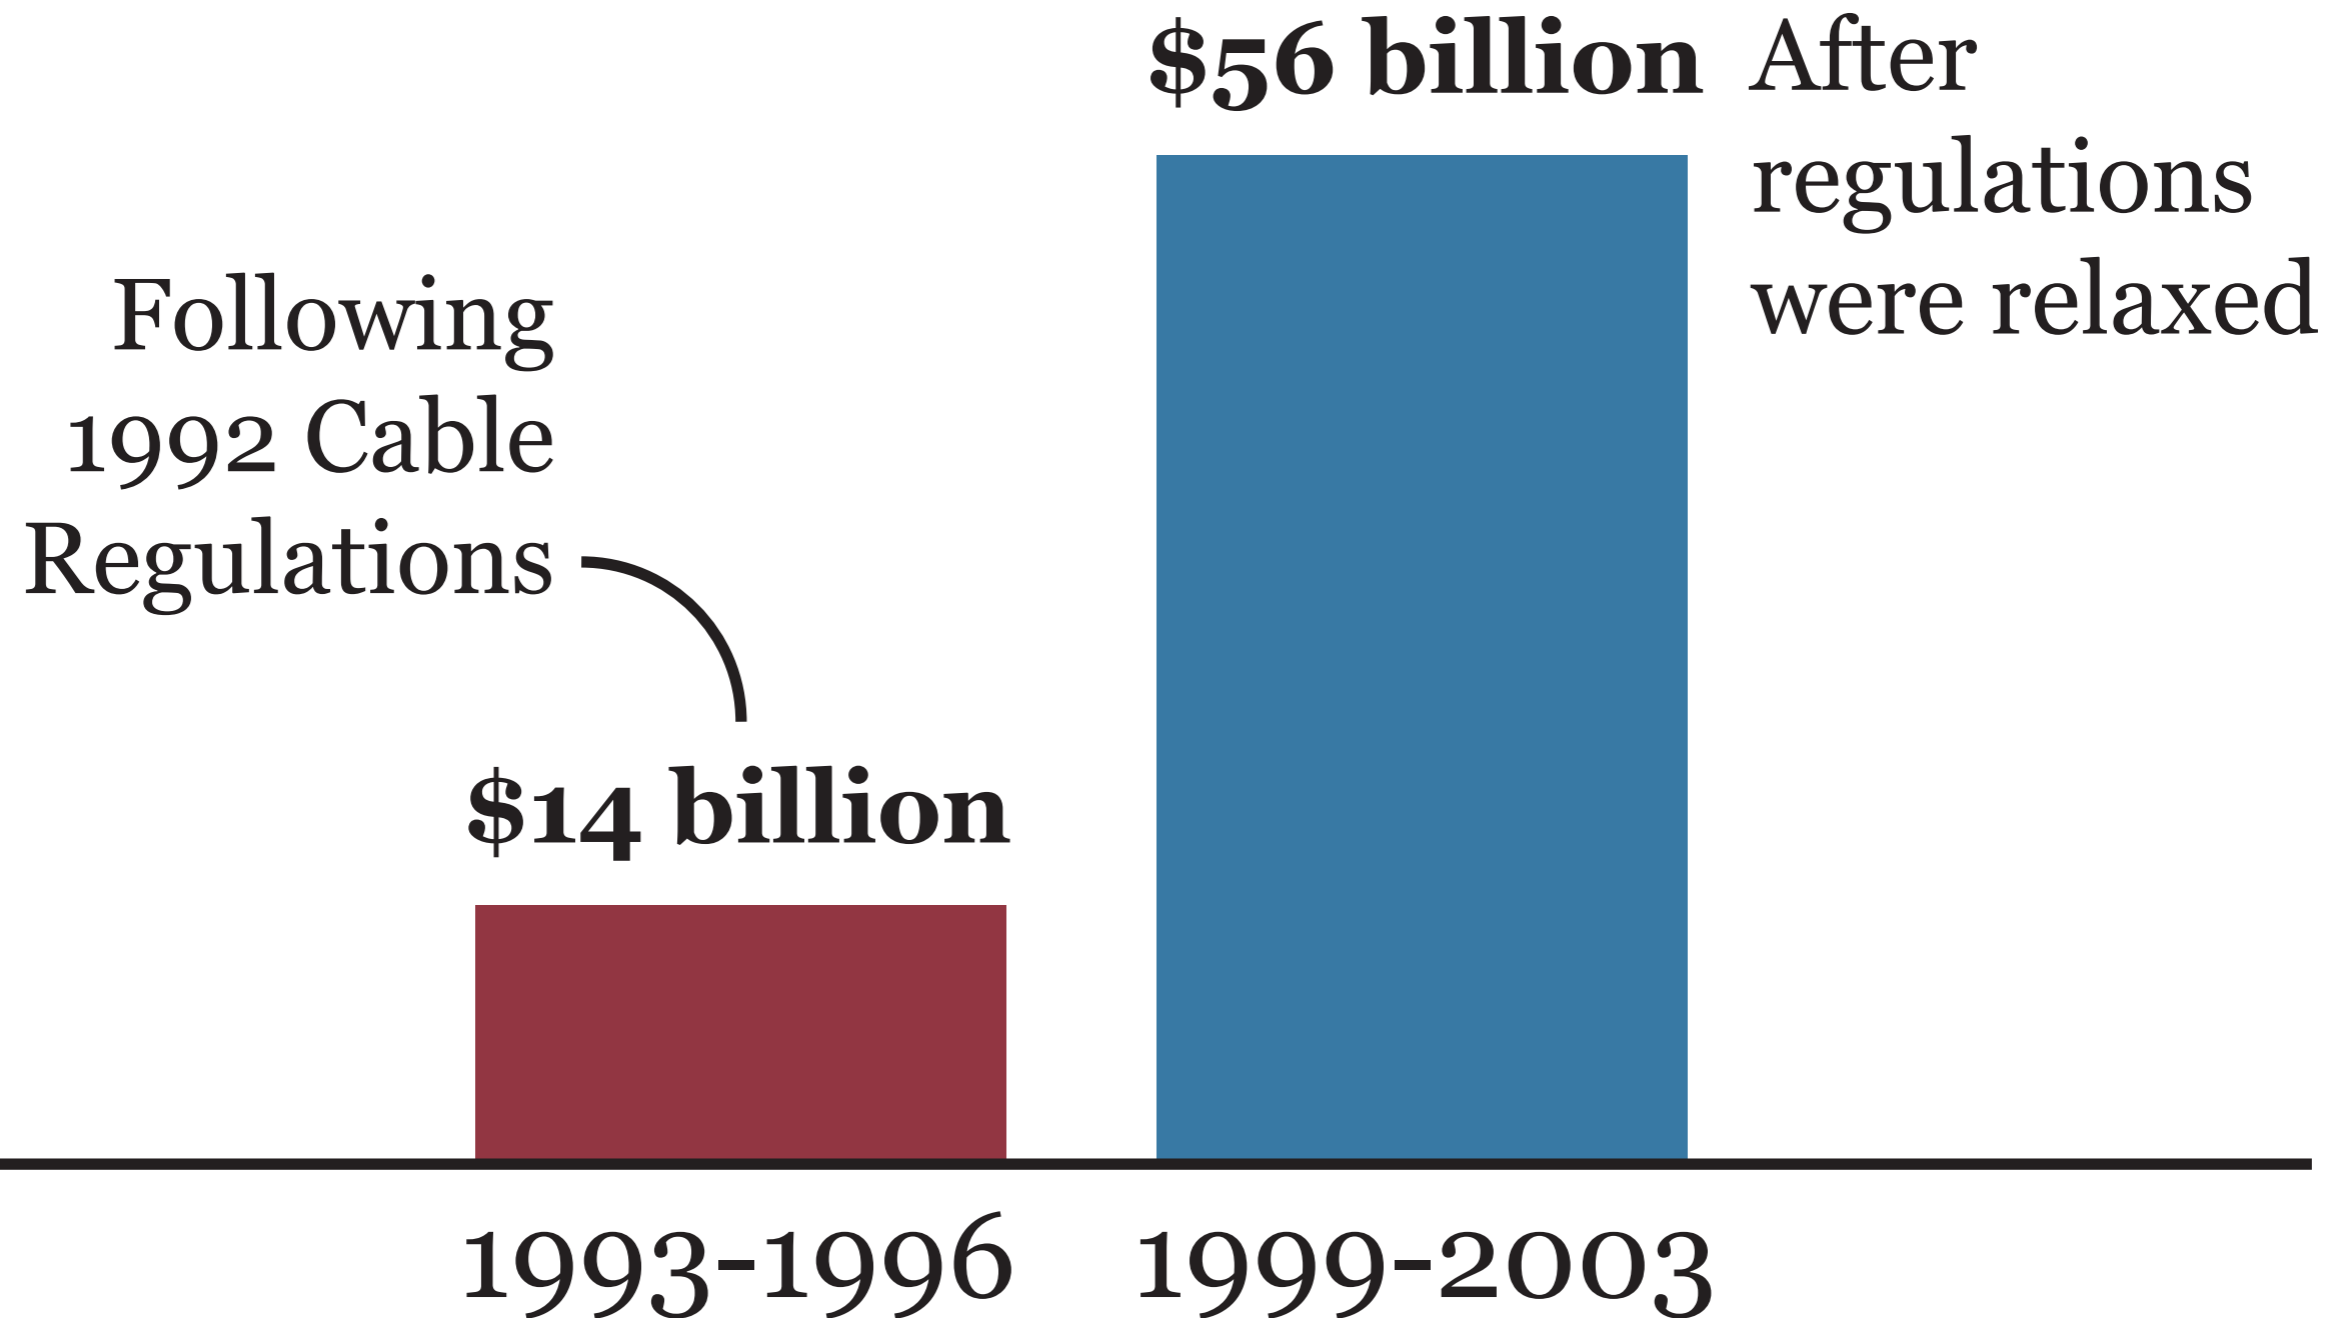 $56 billion
After
regulations
were relaxed
Following
1992 Cable
Regulations
$14 billion
1993-1996
1999-2003